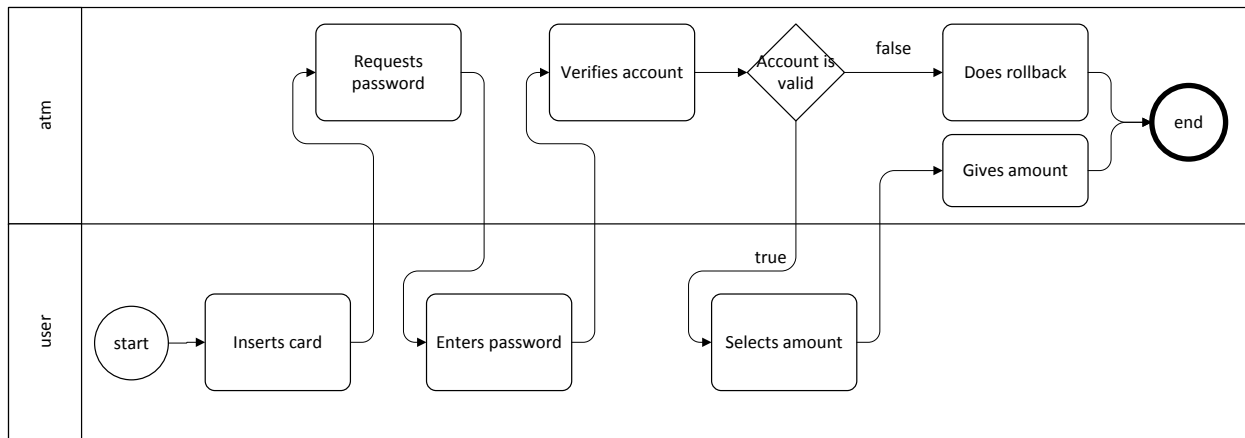 atm
Requests
password
Verifies account
Account is
valid
false
Does rollback
end
Gives amount
user
start
Inserts card
Enters password
true
Selects amount